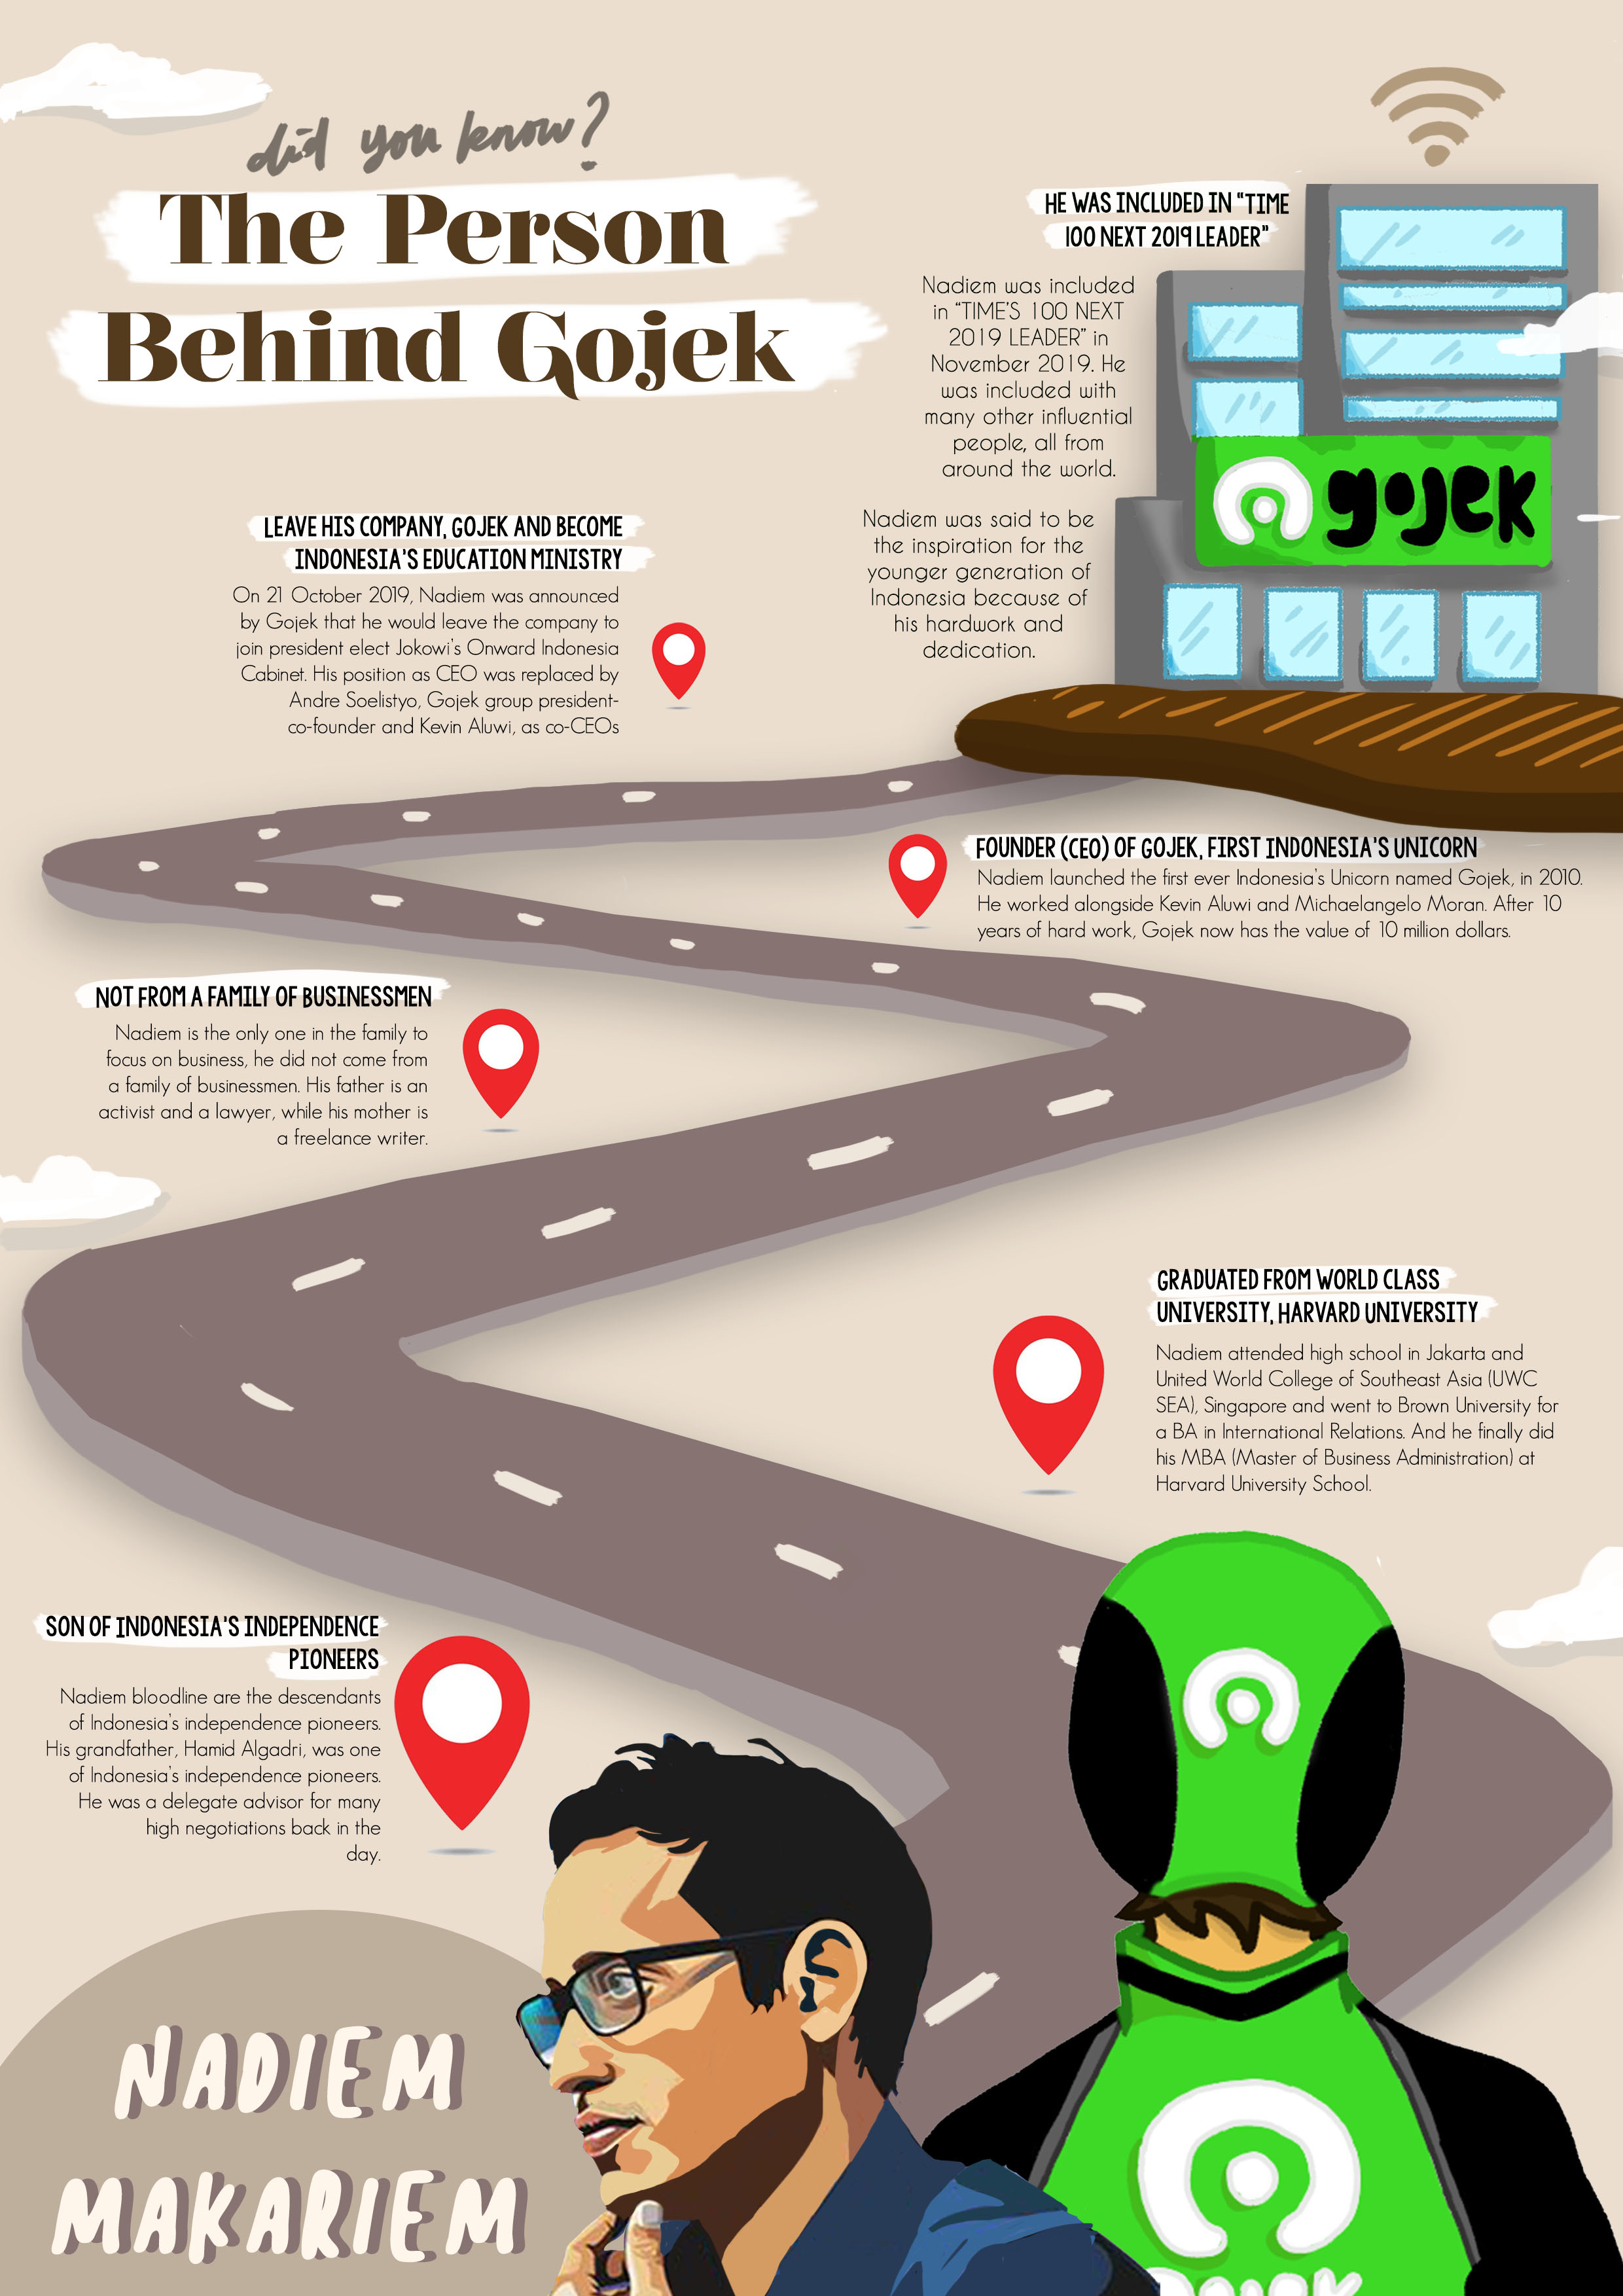 did you know?
The Person
Behind Gojek
HE WAS INCLUDED IN “TIME
100 NEXT 2019 LEADER”
Nadiem was included
in “TIME’S 100 NEXT
2019 LEADER” in
November 2019. He
was included with
many other influential
people, all from
around the world.
Nadiem was said to be
the inspiration for the
younger generation of
Indonesia because of
his hardwork and
dedication.
gojek
LEAVE HIS COMPANY, GOJEK AND BECOME
INDONESIA’S EDUCATION MINISTRY
On 21 October 2019, Nadiem was announced
by Gojek that he would leave the company to
join president elect Jokowi’s Onward Indonesia
Cabinet. His position as CEO was replaced by
Andre Soelistyo, Gojek group president-
co-founder and Kevin Aluwi, as co-CEOs
FOUNDER (CEO) OF GOJEK, FIRST INDONESIA’S UNICORN
Nadiem launched the first ever Indonesia’s Unicorn named Gojek, in 2010.
He worked alongside Kevin Aluwi and Michaelangelo Moran. After 10
years of hard work, Gojek now has the value of 10 million dollars.
NOT FROM A FAMILY OF BUSINESSMEN
Nadiem is the only one in the family to
focus on business, he did not come from
a family of businessmen. His father is an
activist and a lawyer, while his mother is
a freelance writer.
GRADUATED FROM WORLD CLASS
UNIVERSITY, HARVARD UNIVERSITY
Nadiem attended high school in Jakarta and
United World College of Southeast Asia (UWC
SEA), Singapore and went to Brown University for
a BA in International Relations. And he finally did
his MBA (Master of Business Administration) at
Harvard University School.
SON OF INDONESIA’S INDEPENDENCE
PIONEERS
Nadiem bloodline are the descendants
of Indonesia’s independence pioneers.
His grandfather, Hamid Algadri, was one
of Indonesia’s independence pioneers.
He was a delegate advisor for many
high negotiations back in the
day.
NADIEM
MAKARIEM